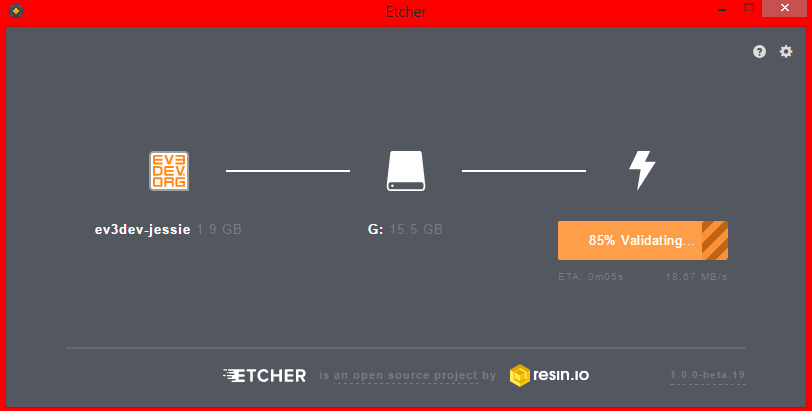 Etcher
EV3
DEV.
ORG
ev3dev-jessie 1.9 GB
G: 15.5 GB
85% Validating...
ETA: 0m05s 18.67 MB/s
ETCHER is an open source project by resin.io 1.0.0-beta.19